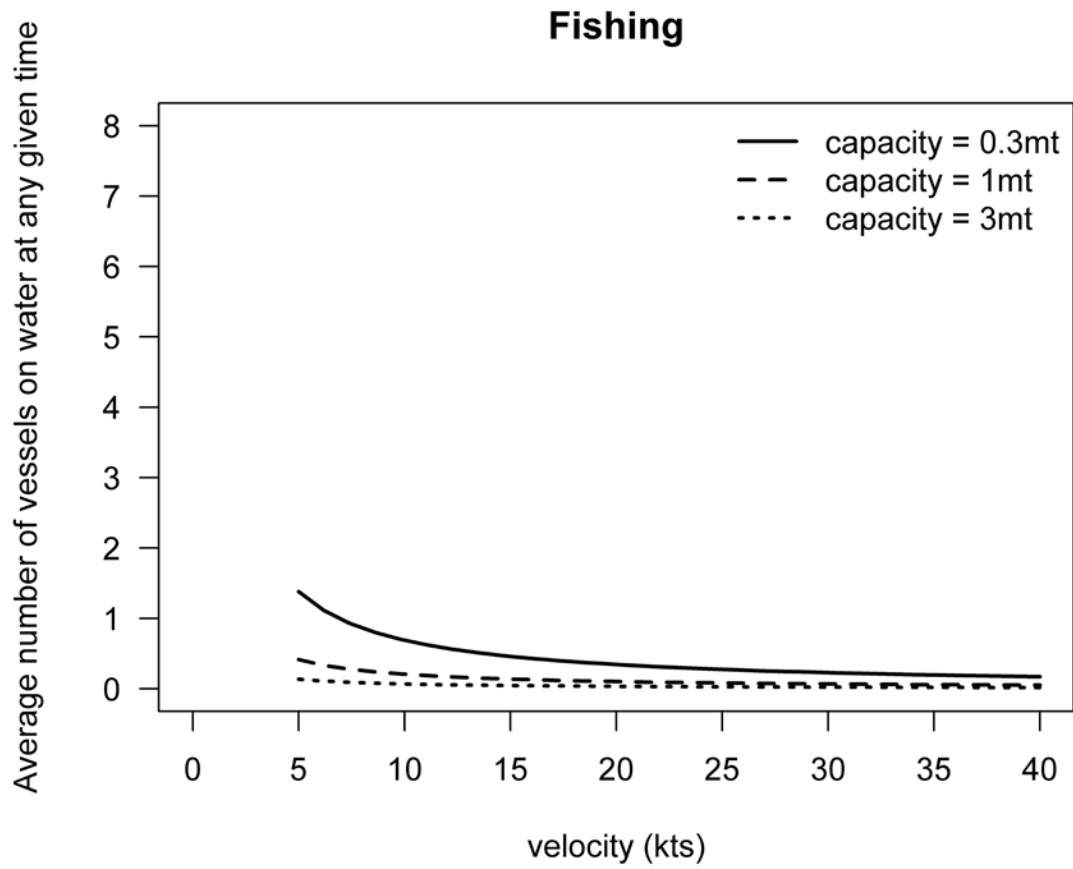 Fishing
Average number of vessels on water at any given time
8
7
6
5
4
3
2
1
0
capacity = 0.3mt
capacity = 1mt
capacity = 3mt
0 5 10 15 20 25 30 35 40
velocity (kts)